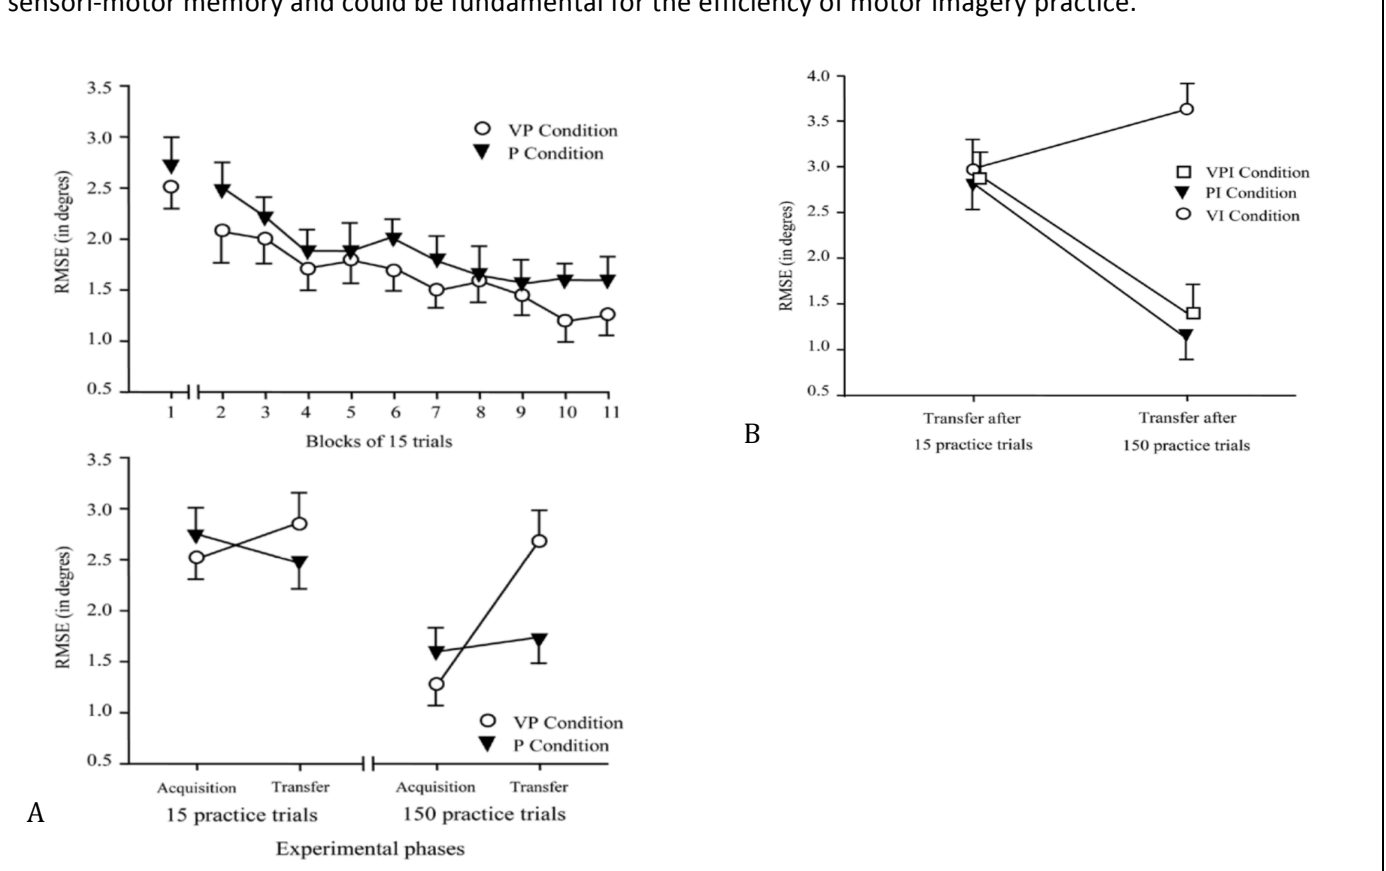 sensori-motor memory and could be fundamental for the efficiency of motor imagery practice.
3.5
3.0
2.5
2.0
1.5
1.0
0.5
RMSE (in degres)
VP Condition
P Condition
1 2 3 4 5 6 7 8 9 10 11
Blocks of 15 trials
3.5
3.0
2.5
2.0
1.5
1.0
0.5
RMSE (in degres)
VP Condition
P Condition
Acquisition Transfer Acquisition Transfer
15 practice trials 150 practice trials
Experimental phases
A
4.0
3.5
3.0
2.5
2.0
1.5
1.0
0.5
RMSE (in degres)
VPI Condition
PI Condition
VI Condition
Transfer after Transfer after
15 practice trials 150 practice trials
B